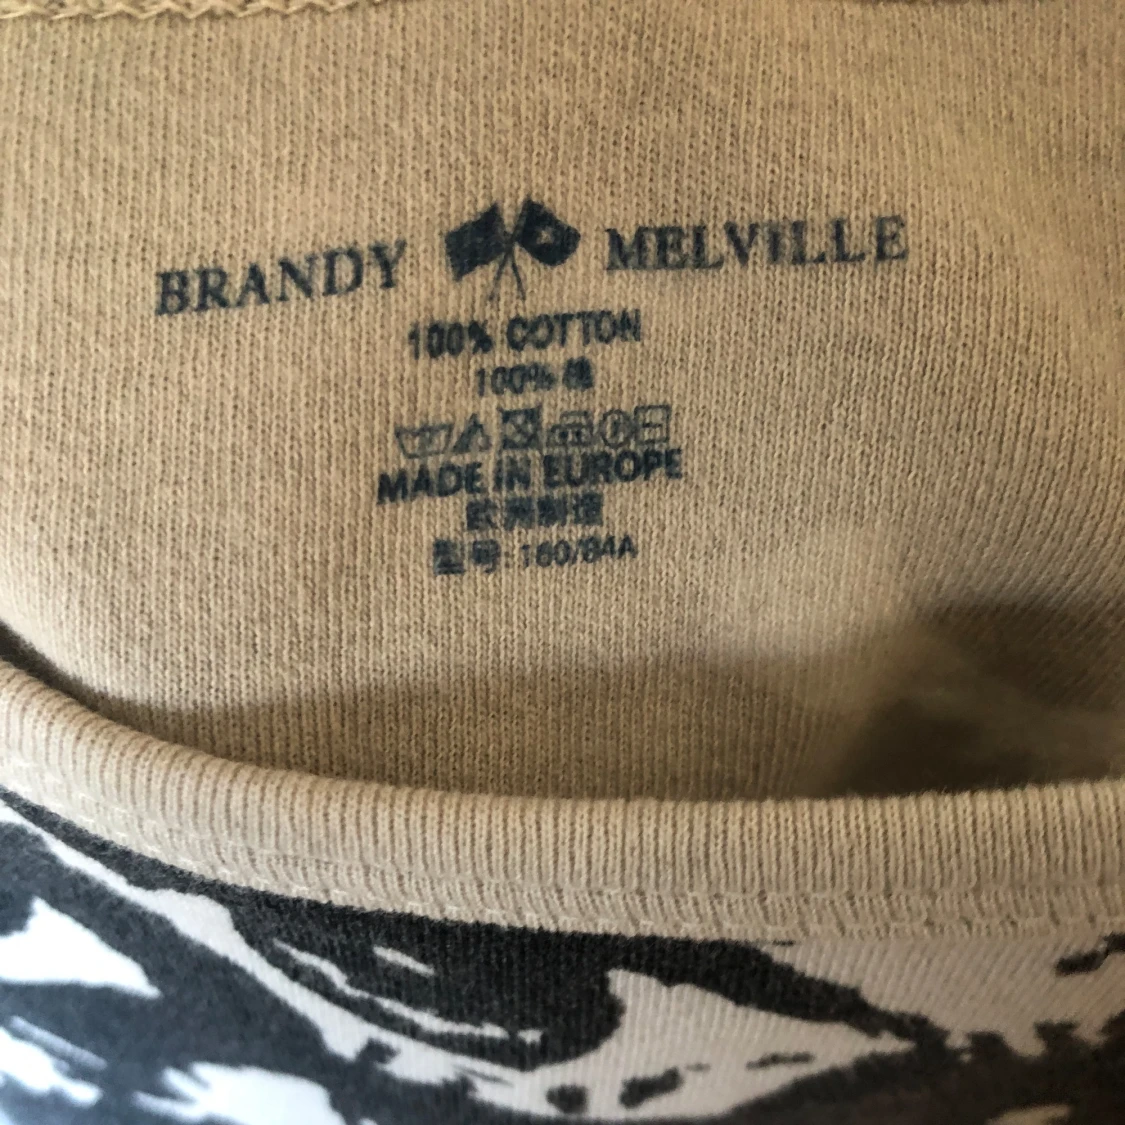 BRANDY MELVILLE
100% COTTON
100% 棉
MADE IN EUROPE
欧洲制造
型号: 160/84A